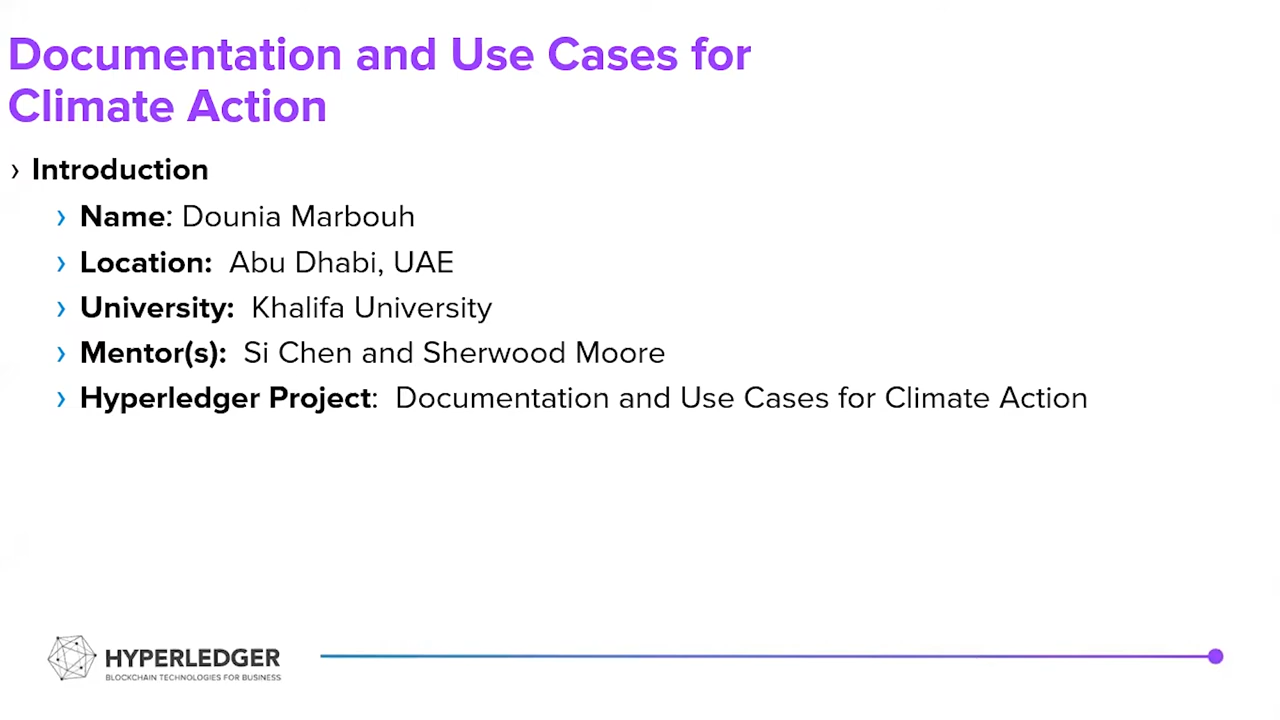 Documentation and Use Cases for
Climate Action
› Introduction
› Name: Dounia Marbouh
› Location: Abu Dhabi, UAE
› University: Khalifa University
› Mentor(s): Si Chen and Sherwood Moore
› Hyperledger Project: Documentation and Use Cases for Climate Action
HYPERLEDGER
BLOCKCHAIN TECHNOLOGIES FOR BUSINESS